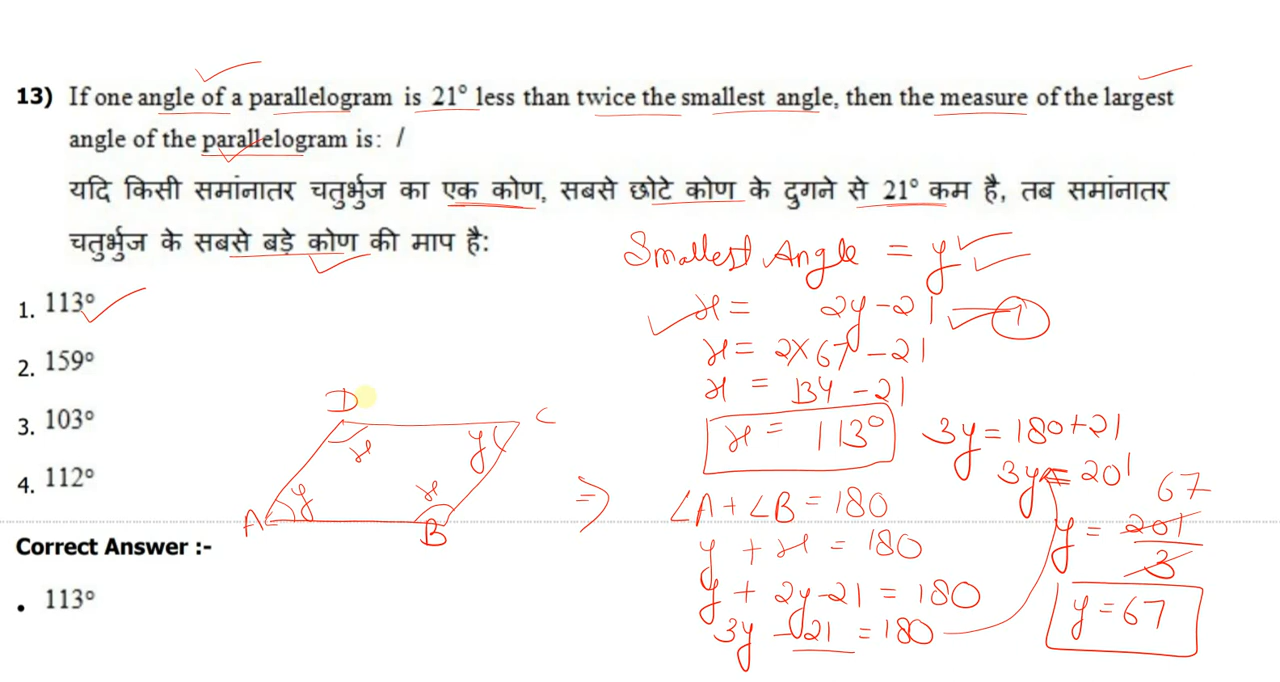 13) If one angle of a parallelogram is 21° less than twice the smallest angle, then the measure of the largest
angle of the parallelogram is: /
यदि किसी समांनातर चतुर्भुज का एक कोण, सबसे छोटे कोण के दुगने से 21° कम है, तब समांनातर
चतुर्भुज के सबसे बड़े कोण की माप है:
1. 113°
2. 159°
3. 103°
4. 112°
Correct Answer :-
• 113°
D
C
x
y
y
x
A
B
Smallest Angle = y
x = 2y-21 — 1
x = 2×67-21
x = 134-21
x = 113°
⇒ ∠A+∠B=180
y + x = 180
y + 2y-21 = 180
3y - 21 = 180
3y = 180+21
3y = 201
67
y = 201
3
y = 67